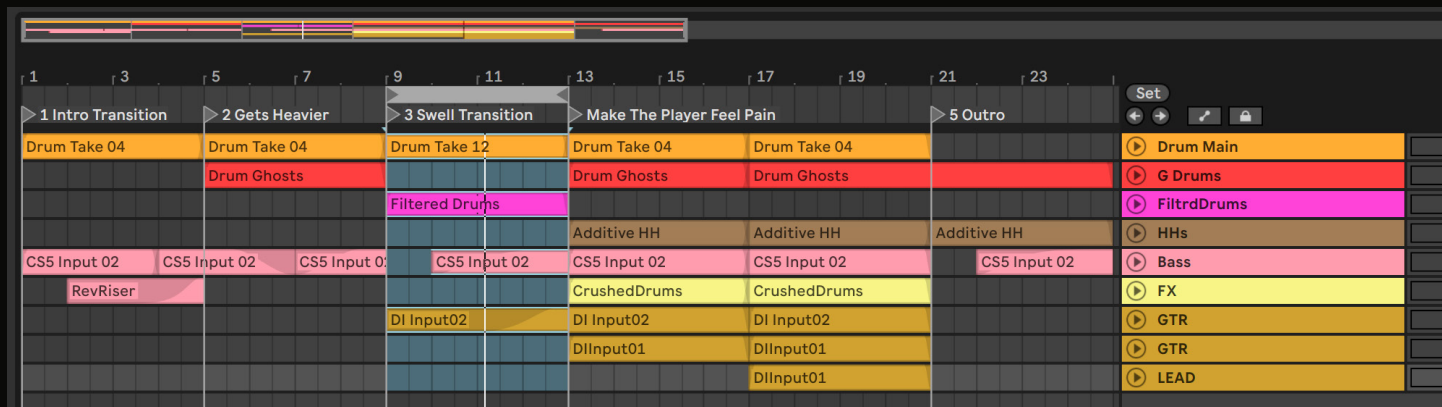 1 3 5 7 9 11 13 15 17 19 21 23
Set
1 Intro Transition 2 Gets Heavier 3 Swell Transition Make The Player Feel Pain 5 Outro
Drum Take 04 Drum Take 04 Drum Take 12 Drum Take 04 Drum Take 04 Drum Main
Drum Ghosts Drum Ghosts Drum Ghosts G Drums
Filtered Drums FiltrdDrums
Additive HH Additive HH Additive HH HHs
CS5 Input 02 CS5 Input 02 CS5 Input 02 CS5 Input 02 CS5 Input 02 CS5 Input 02 CS5 Input 02 Bass
RevRiser CrushedDrums CrushedDrums FX
DI Input02 DI Input02 DI Input02 GTR
DIInput01 DIInput01 GTR
DIInput01 LEAD